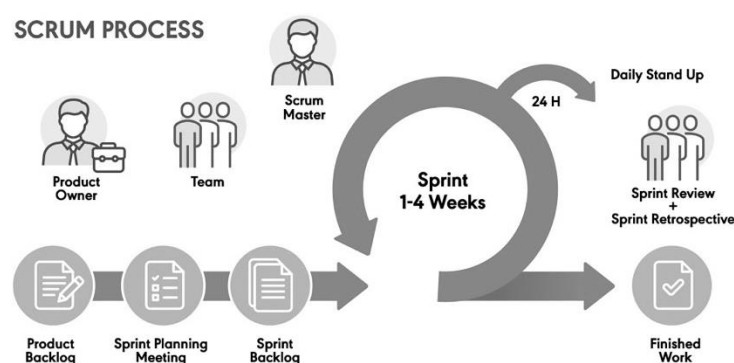 SCRUM PROCESS
Scrum
Master
Product
Owner
Team
Sprint
1-4 Weeks
24 H
Daily Stand Up
Sprint Review
+
Sprint Retrospective
Product
Backlog
Sprint Planning
Meeting
Sprint
Backlog
Finished
Work